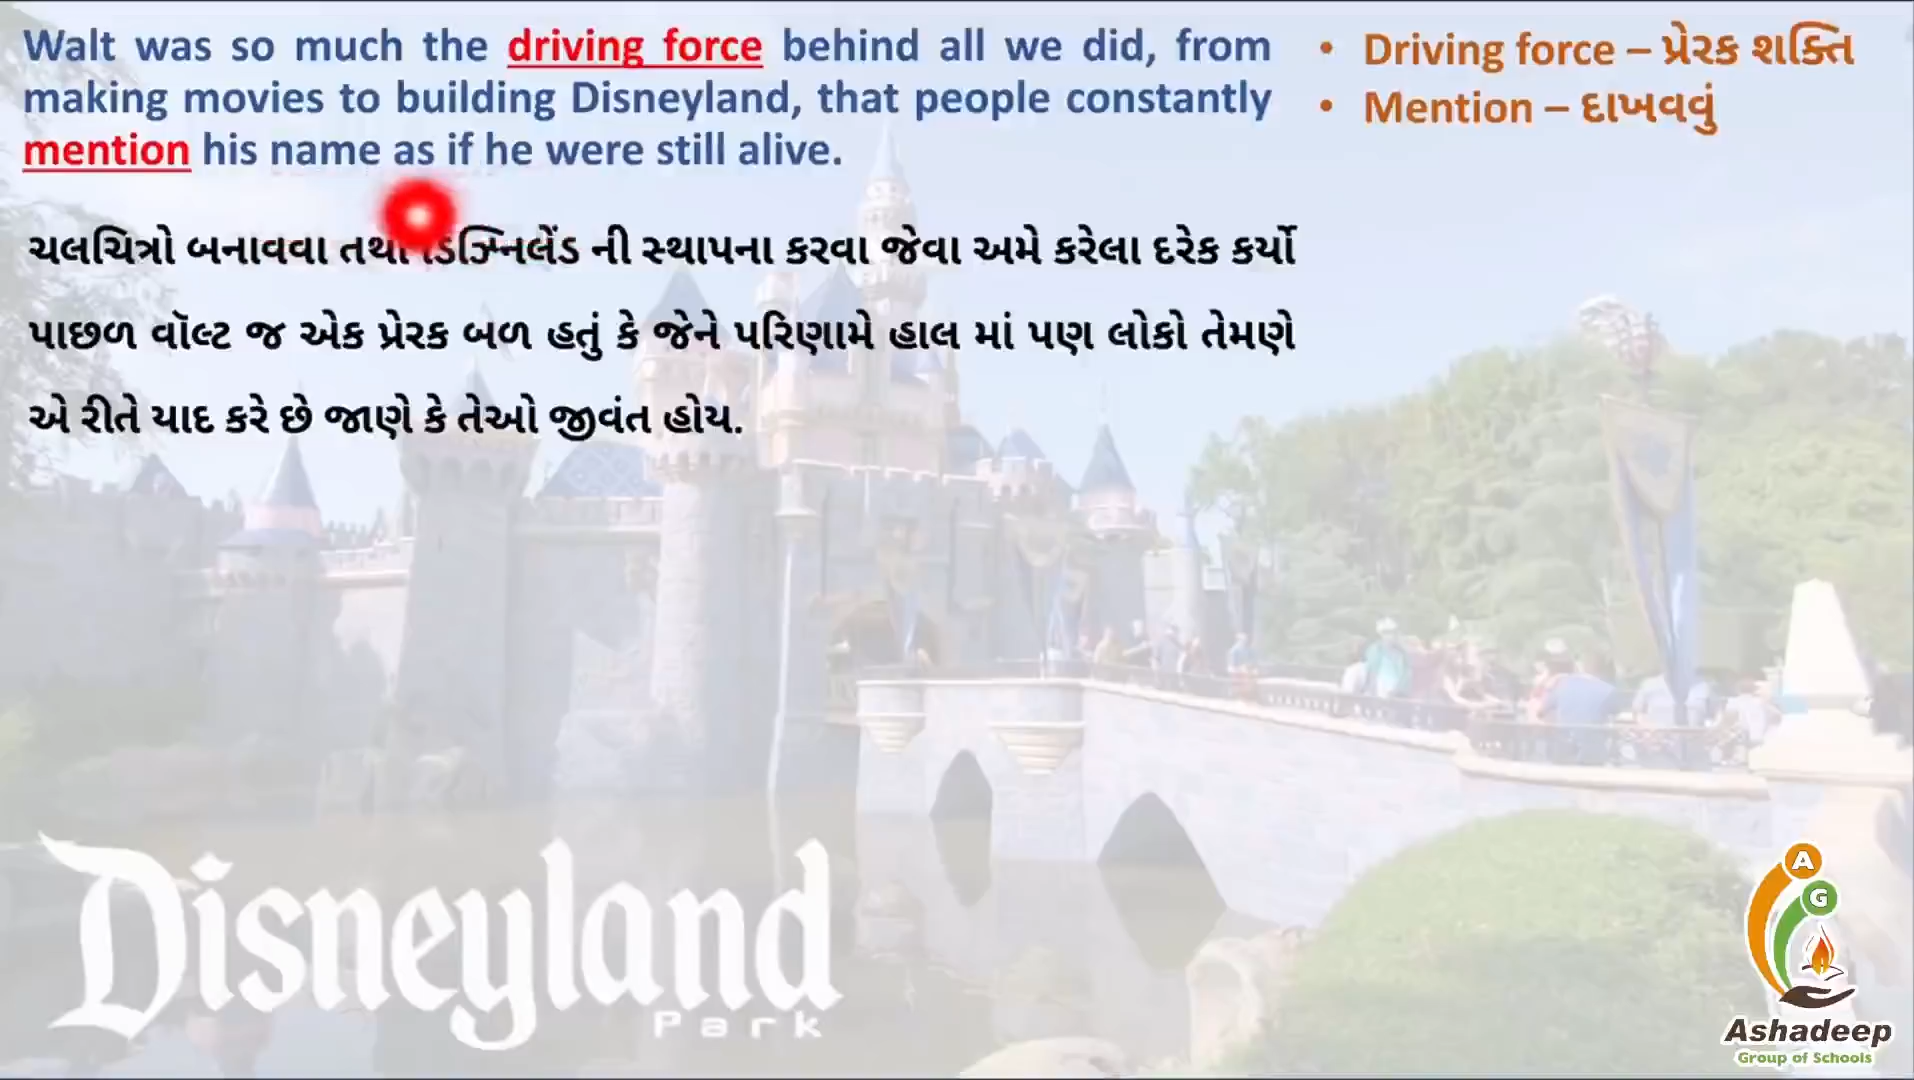 Walt was so much the driving force behind all we did, from
making movies to building Disneyland, that people constantly
mention his name as if he were still alive.
• Driving force – પ્રેરક શક્તિ
• Mention – દાખવવું
ચલચિત્રો બનાવવા તથા ડિઝ્નિલેંડ ની સ્થાપના કરવા જેવા અમે કરેલા દરેક કર્યો
પાછળ વૉલ્ટ જ એક પ્રેરક બળ હતું કે જેને પરિણામે હાલ માં પણ લોકો તેમણે
એ રીતે યાદ કરે છે જાણે કે તેઓ જીવંત હોય.
Disneyland
Park
A
G
Ashadeep
Group of Schools